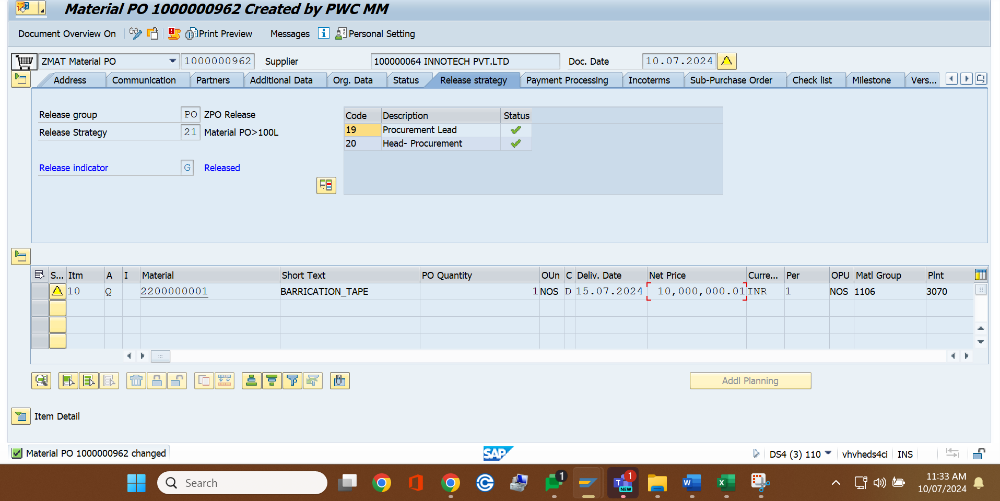 Material PO 1000000962 Created by PWC MM
Document Overview On Print Preview Messages Personal Setting
ZMAT Material PO 1000000962 Supplier 100000064 INNOTECH PVT.LTD Doc. Date 10.07.2024
Address Communication Partners Additional Data Org. Data Status Release strategy Payment Processing Incoterms Sub-Purchase Order Check list Milestone Vers...
Release group PO ZPO Release
Release Strategy 21 Material PO>100L
Release indicator G Released
Code Description Status
19 Procurement Lead
20 Head- Procurement
S... Itm A I Material Short Text PO Quantity OUn C Deliv. Date Net Price Curre... Per OPU Matl Group Plnt
10 Q 2200000001 BARRICATION_TAPE 1 NOS D 15.07.2024 10,000,000.01 INR 1 NOS 1106 3070
Addl Planning
Item Detail
Material PO 1000000962 changed
SAP
DS4 (3) 110 vhvheds4ci INS
Search
1
T 1
NEW
W
X
11:33 AM
10/07/2024